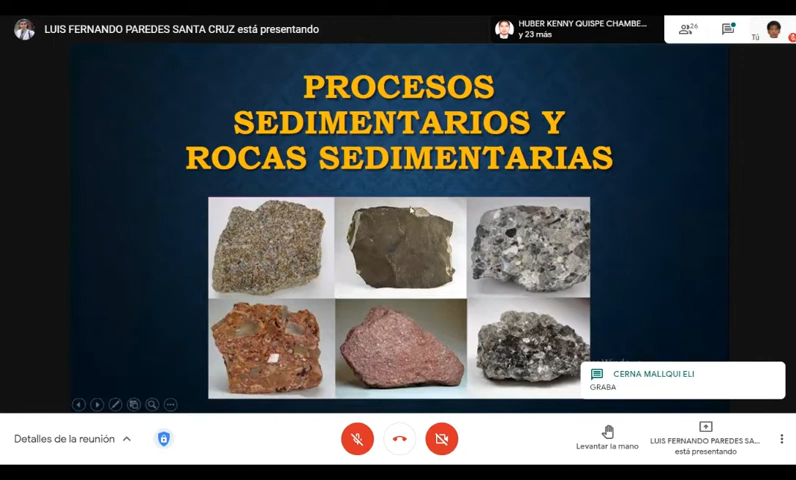 LUIS FERNANDO PAREDES SANTA CRUZ está presentando
HUBER KENNY QUISPE CHAMBE...
y 23 más
26
Tú
PROCESOS
SEDIMENTARIOS Y
ROCAS SEDIMENTARIAS
CERNA MALLQUI ELI
GRABA
Detalles de la reunión
Levantar la mano
LUIS FERNANDO PAREDES SA...
está presentando